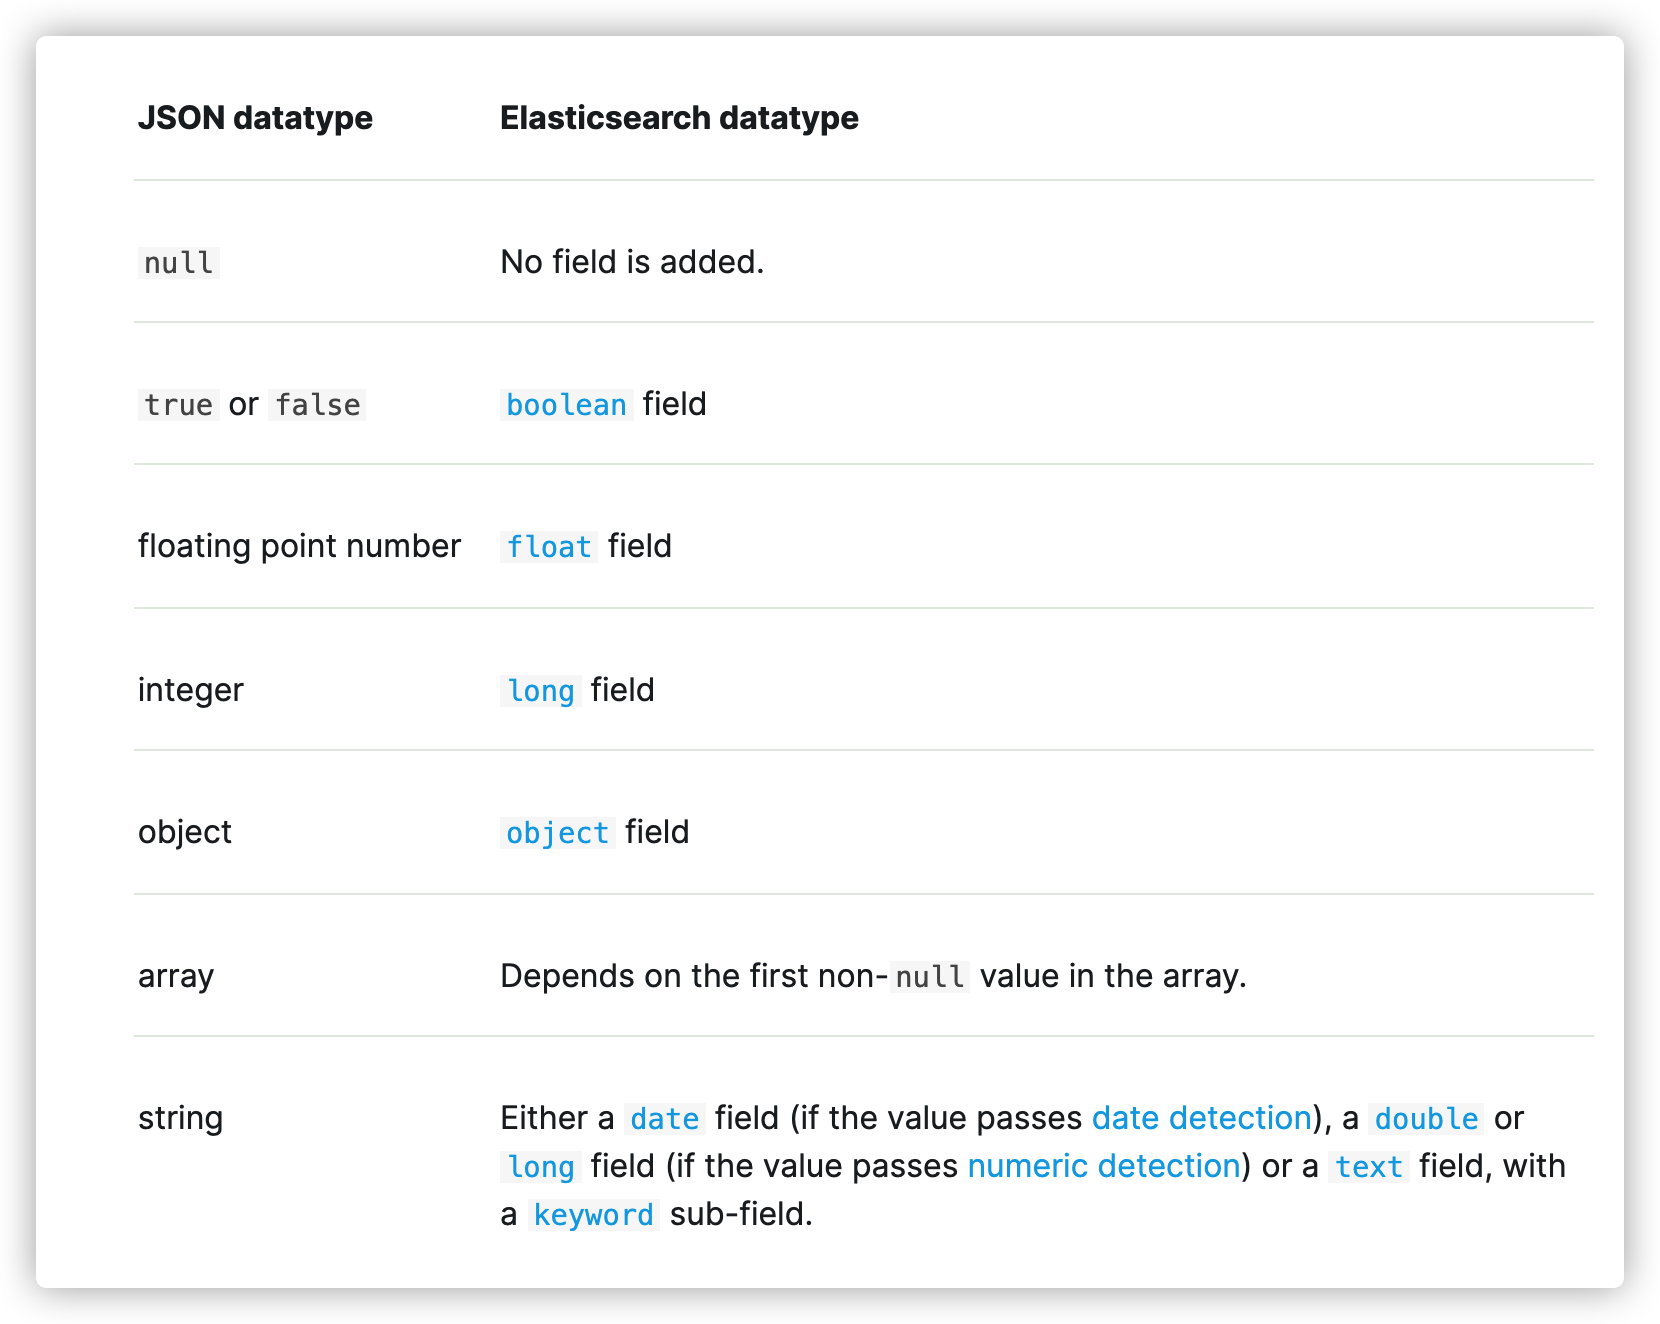 JSON datatype Elasticsearch datatype
null No field is added.
true or false boolean field
floating point number float field
integer long field
object object field
array Depends on the first non-null value in the array.
string Either a date field (if the value passes date detection), a double or
long field (if the value passes numeric detection) or a text field, with
a keyword sub-field.